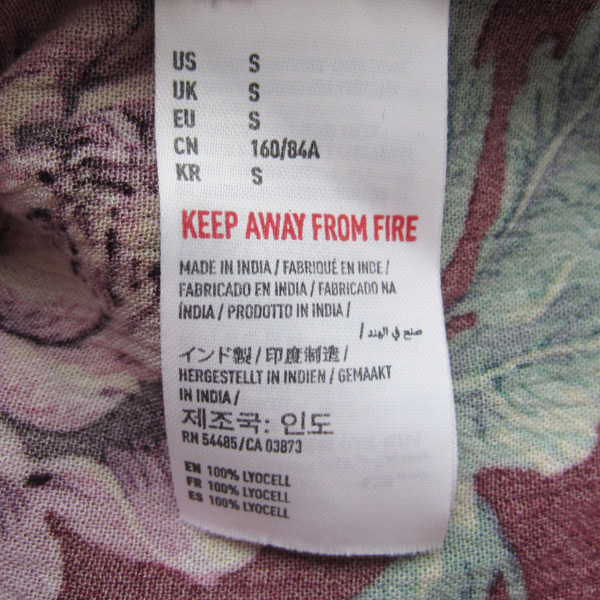 US S
UK S
EU S
CN 160/84A
KR S
KEEP AWAY FROM FIRE
MADE IN INDIA / FABRIQUÉ EN INDE /
FABRICADO EN INDIA / FABRICADO NA
ÍNDIA / PRODOTTO IN INDIA /
صنع في الهند /
インド製 / 印度制造 /
HERGESTELLT IN INDIEN / GEMAAKT
IN INDIA /
제조국: 인도
RN 54485/CA 03873
EN 100% LYOCELL
FR 100% LYOCELL
ES 100% LYOCELL